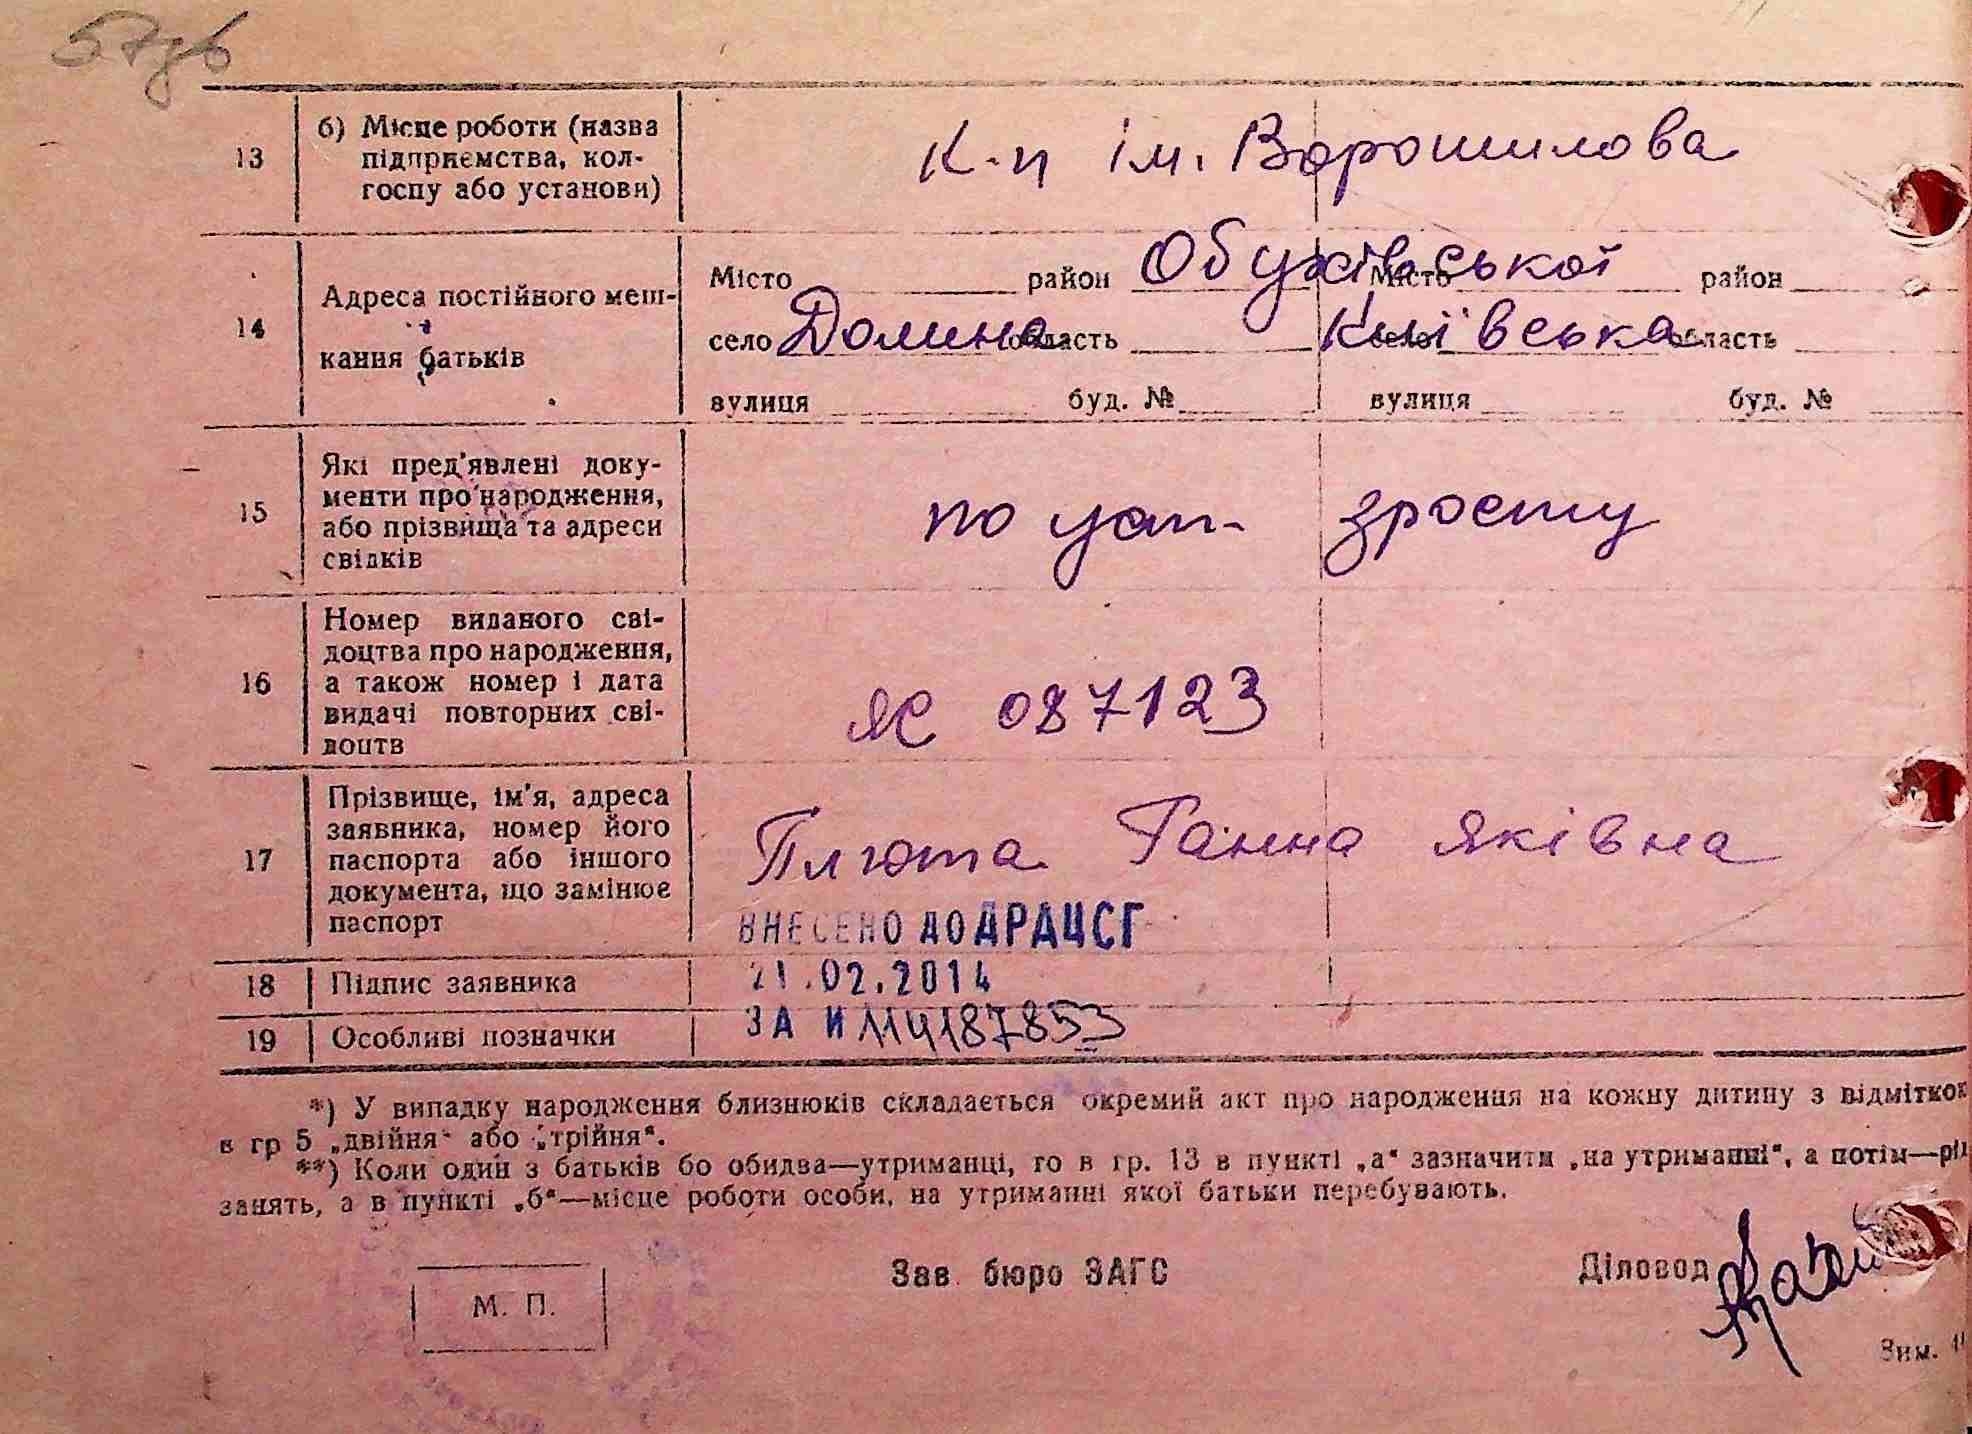 13 б) Місце роботи (назва
підприємства, кол-
госпу або установи)
к-п ім. Ворошилова
14 Адреса постійного меш-
кання батьків
Місто район Обухівської Місто район
село Долина область Київська село область
вулиця буд. № вулиця буд. №
15 Які пред'явлені доку-
менти про народження,
або прізвища та адреси
свідків
по уст- зросту
16 Номер виданого сві-
доцтва про народження,
а також номер і дата
видачі повторних сві-
доцтв
ЯС 087123
17 Прізвище, ім'я, адреса
заявника, номер його
паспорта або іншого
документа, що замінює
паспорт
Плюта Ганна Яківна
ВНЕСЕНО ДО ДРАЦСГ
18 Підпис заявника
21.02.2014
19 Особливі позначки
ЗА И 114187853
*) У випадку народження близнюків складається окремий акт про народження на кожну дитину з відміткою
в гр 5 „двійня“ або „трійня“.
**) Коли один з батьків бо обидва—утриманці, то в гр. 13 в пункті „а“ зазначити „на утриманні“, а потім—рід
занять, а в пункті „б“—місце роботи особи, на утриманні якої батьки перебувають.
Зав. бюро ЗАГС Діловод
М. П.
Зим.